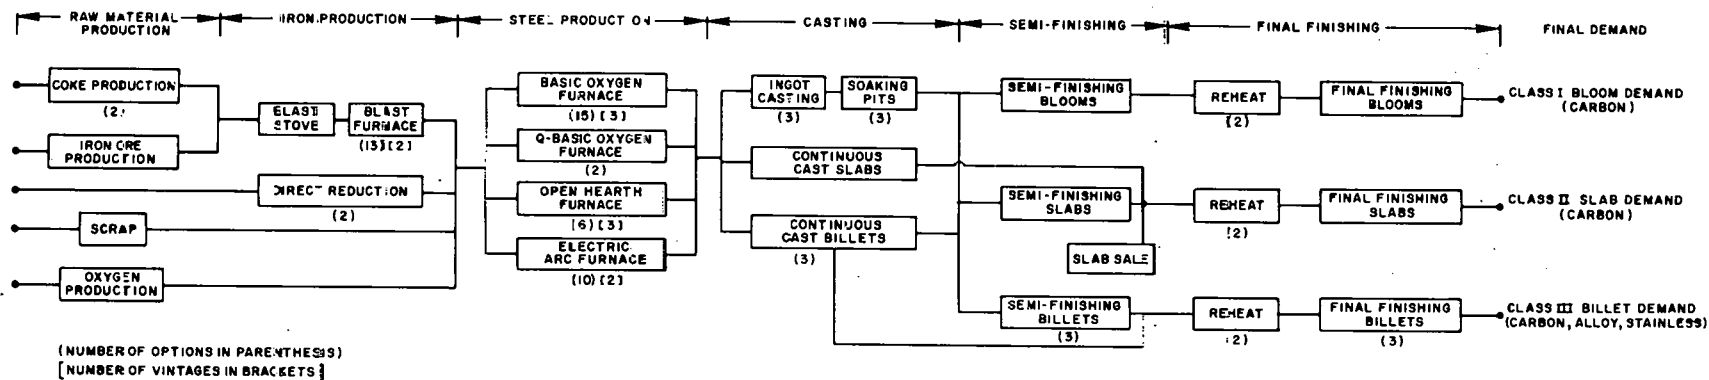 RAW MATERIAL
PRODUCTION
IRON PRODUCTION
STEEL PRODUCTION
CASTING
SEMI-FINISHING
FINAL FINISHING
FINAL DEMAND
COKE PRODUCTION
(2)
IRON ORE
PRODUCTION
SCRAP
OXYGEN
PRODUCTION
BLAST
STOVE
BLAST
FURNACE
(13)[2]
DIRECT REDUCTION
(2)
BASIC OXYGEN
FURNACE
(15)[3]
Q-BASIC OXYGEN
FURNACE
(2)
OPEN HEARTH
FURNACE
(6)[3]
ELECTRIC
ARC FURNACE
(10)[2]
INGOT
CASTING
(3)
SOAKING
PITS
(3)
CONTINUOUS
CAST SLABS
CONTINUOUS
CAST BILLETS
(3)
SEMI-FINISHING
BLOOMS
SEMI-FINISHING
SLABS
SLAB SALE
SEMI-FINISHING
BILLETS
(3)
REHEAT
(2)
REHEAT
(2)
REHEAT
(2)
FINAL FINISHING
BLOOMS
FINAL FINISHING
SLABS
FINAL FINISHING
BILLETS
(3)
CLASS I BLOOM DEMAND
(CARBON)
CLASS II SLAB DEMAND
(CARBON)
CLASS III BILLET DEMAND
(CARBON, ALLOY, STAINLESS)
(NUMBER OF OPTIONS IN PARENTHESIS)
[NUMBER OF VINTAGES IN BRACKETS]